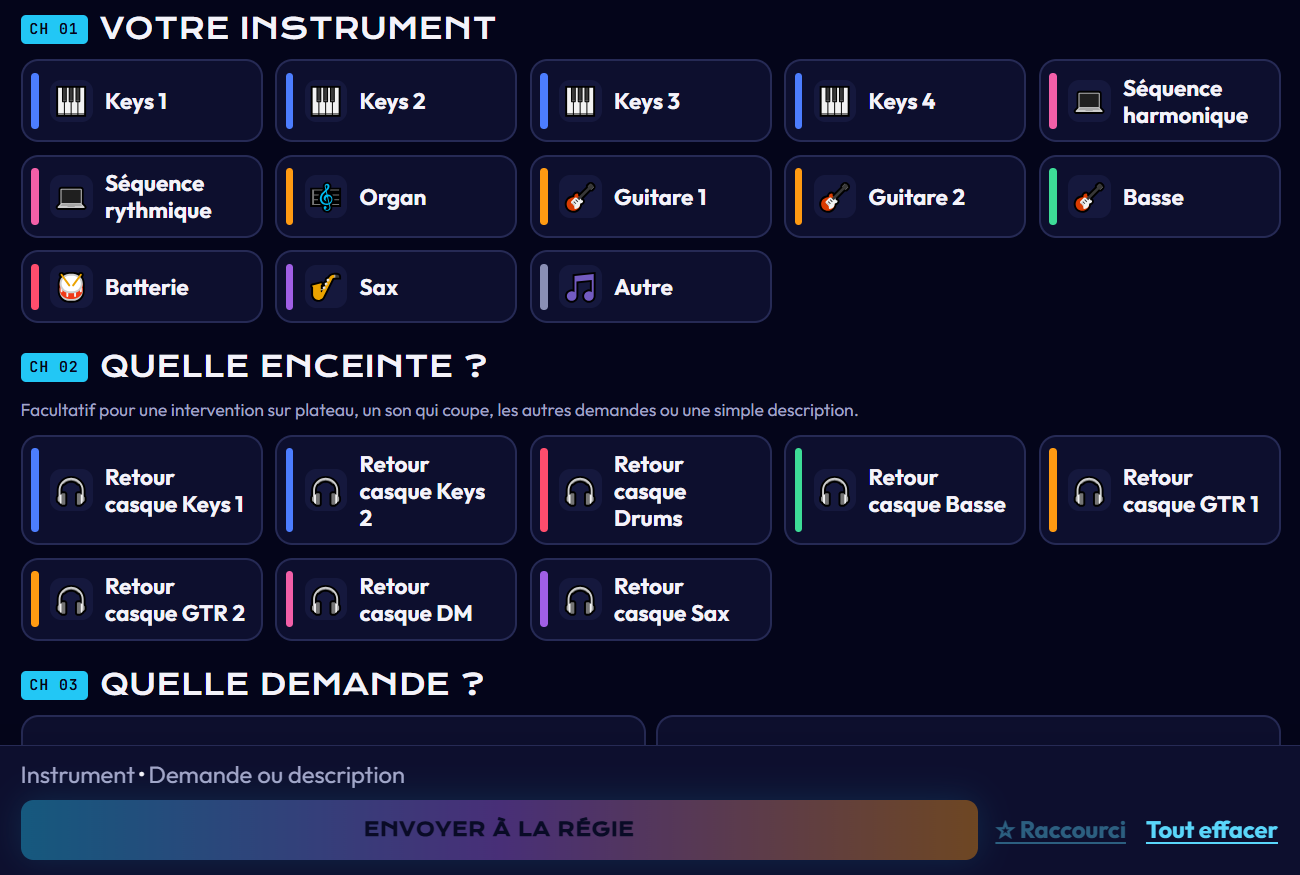 CH 01 VOTRE INSTRUMENT
Keys 1
Keys 2
Keys 3
Keys 4
Séquence
harmonique
Séquence
rythmique
Organ
Guitare 1
Guitare 2
Basse
Batterie
Sax
Autre
CH 02 QUELLE ENCEINTE ?
Facultatif pour une intervention sur plateau, un son qui coupe, les autres demandes ou une simple description.
Retour
casque Keys 1
Retour
casque Keys
2
Retour
casque
Drums
Retour
casque Basse
Retour
casque GTR 1
Retour
casque GTR 2
Retour
casque DM
Retour
casque Sax
CH 03 QUELLE DEMANDE ?
Instrument • Demande ou description
ENVOYER À LA RÉGIE
☆ Raccourci
Tout effacer